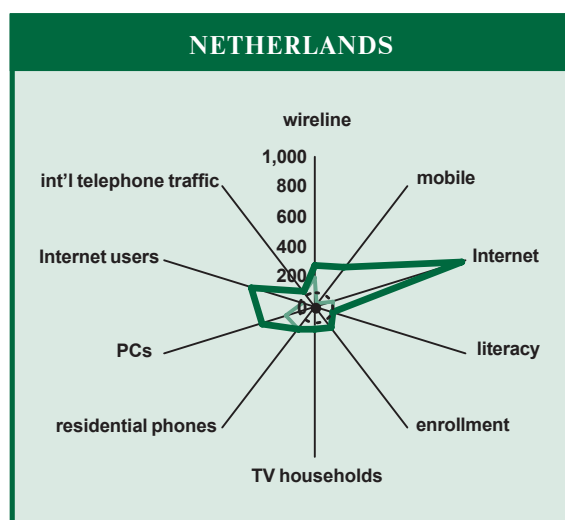 NETHERLANDS
wireline
1,000
int'l telephone traffic 800 mobile
600
400
Internet users Internet
200
0
PCs literacy
residential phones enrollment
TV households